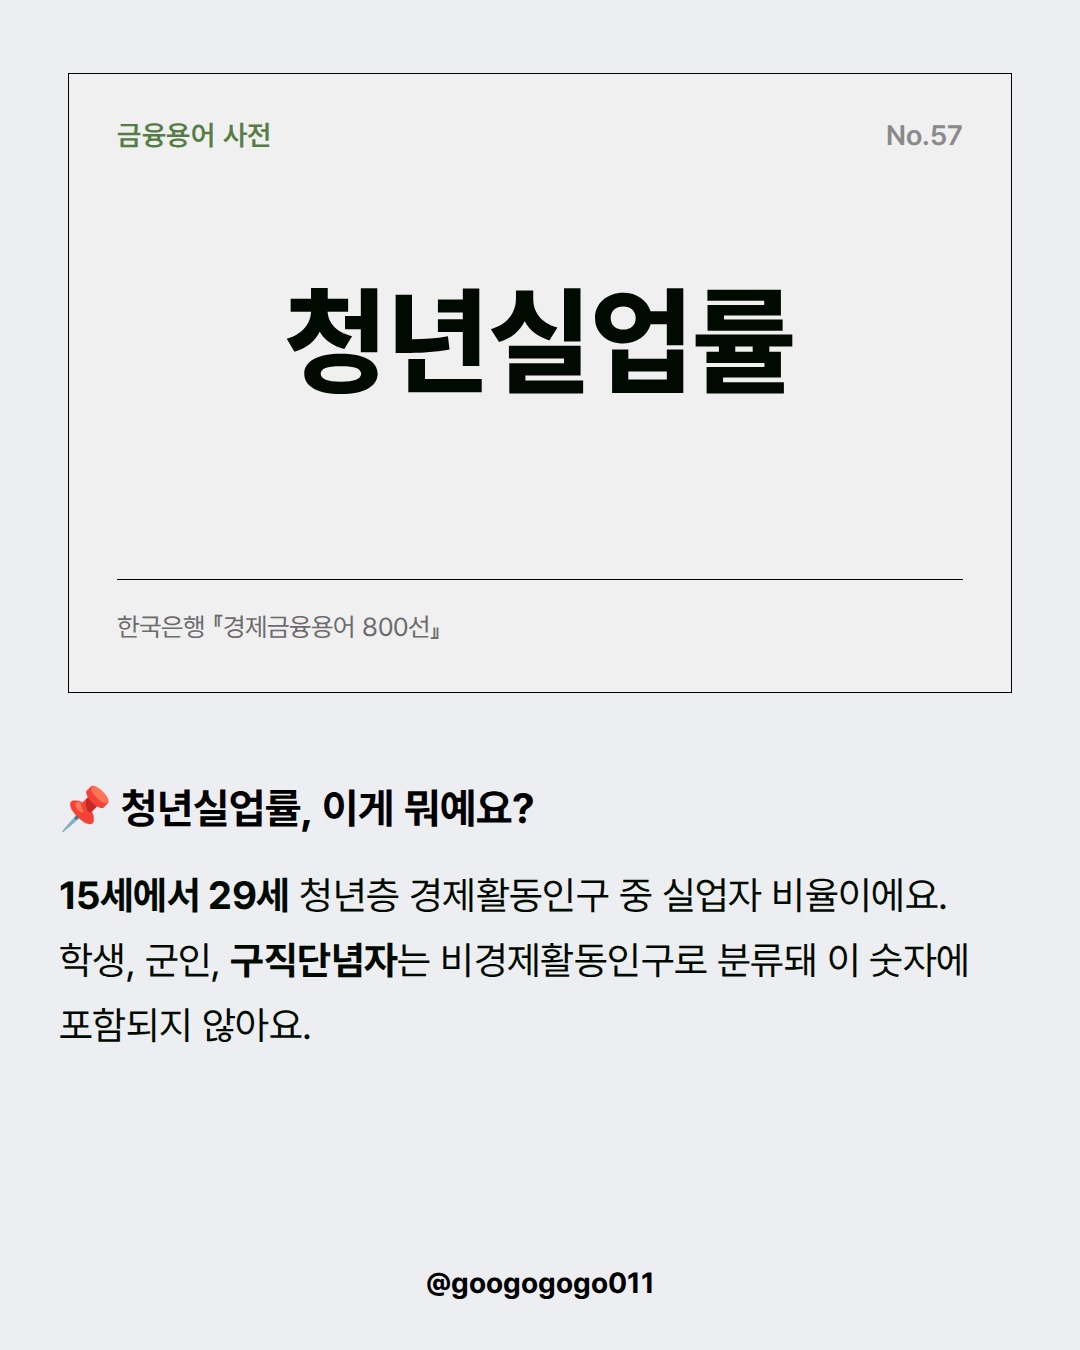 금융용어 사전
No.57
청년실업률
한국은행 『경제금융용어 800선』
📌 청년실업률, 이게 뭐예요?
15세에서 29세 청년층 경제활동인구 중 실업자 비율이에요.
학생, 군인, 구직단념자는 비경제활동인구로 분류돼 이 숫자에
포함되지 않아요.
@googogogo011